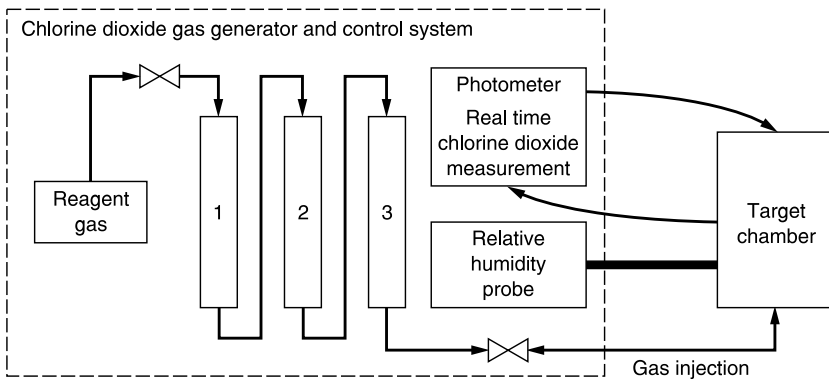 Chlorine dioxide gas generator and control system
Reagent
gas
1
2
3
Photometer
Real time
chlorine dioxide
measurement
Relative
humidity
probe
Target
chamber
Gas injection